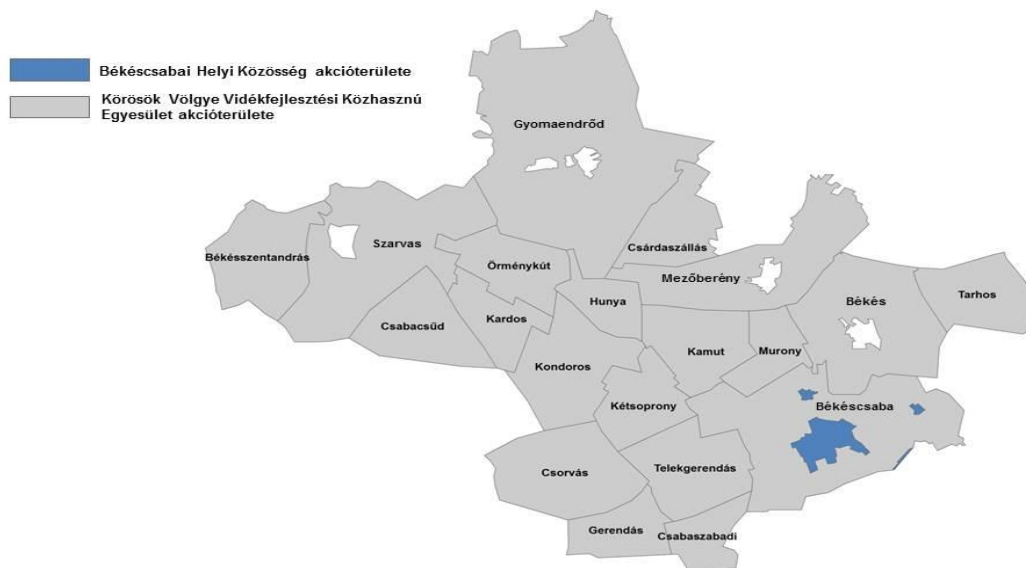 Békéscsabai Helyi Közösség akcióterülete
Körösök Völgye Vidékfejlesztési Közhasznú
Egyesület akcióterülete
Gyomaendrőd
Szarvas
Csárdaszállás
Békésszentandrás
Örménykút
Mezőberény
Tarhos
Hunya
Békés
Kardos
Csabacsűd
Kamut
Murony
Kondoros
Kétsoprony
Békéscsaba
Csorvás
Telekgerendás
Gerendás
Csabaszabadi